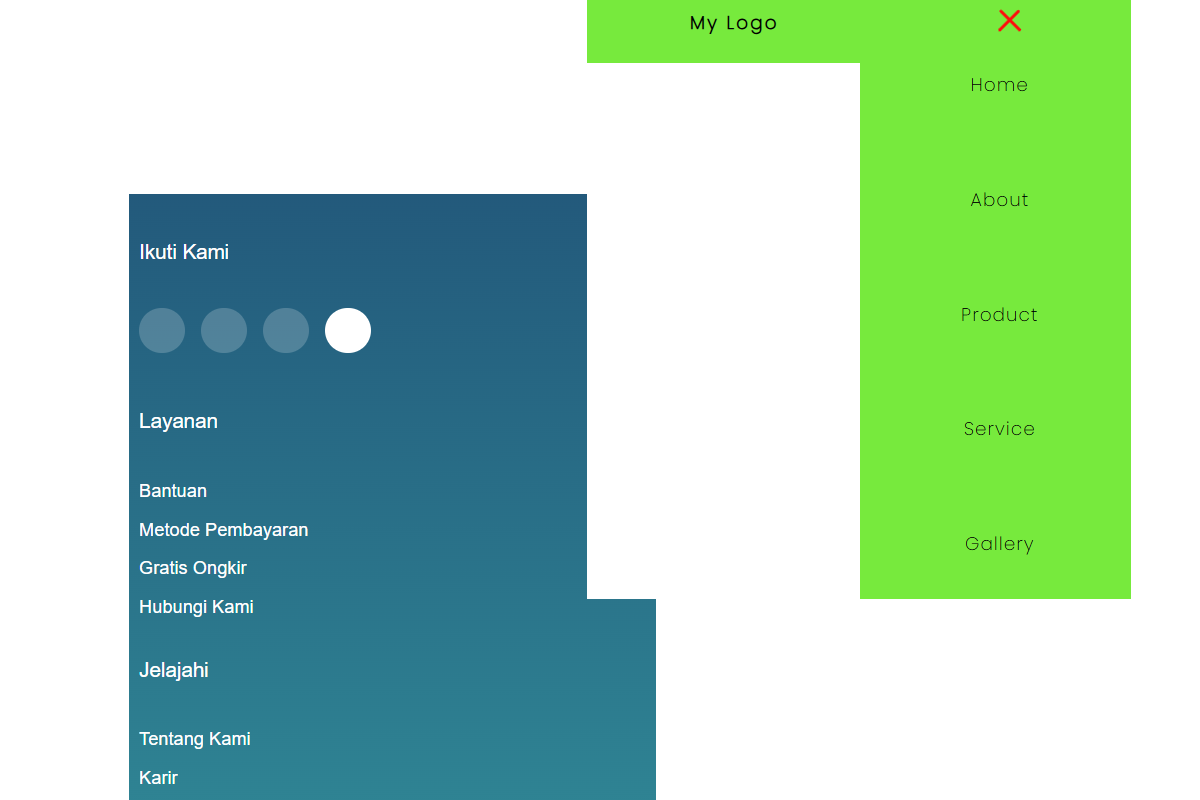 My Logo
Home
About
Product
Service
Gallery
Ikuti Kami
Layanan
Bantuan
Metode Pembayaran
Gratis Ongkir
Hubungi Kami
Jelajahi
Tentang Kami
Karir